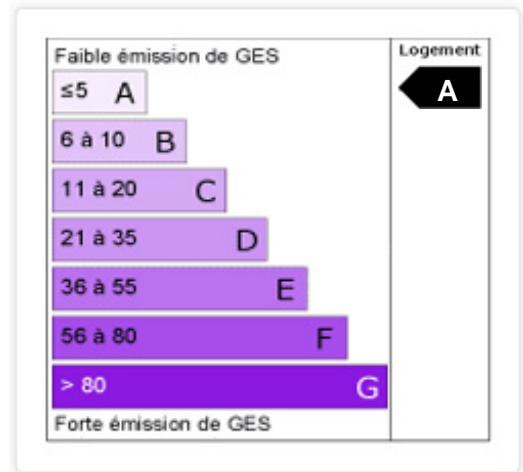 Faible émission de GES
Logement
≤5 A
A
6 à 10 B
11 à 20 C
21 à 35 D
36 à 55 E
56 à 80 F
> 80 G
Forte émission de GES